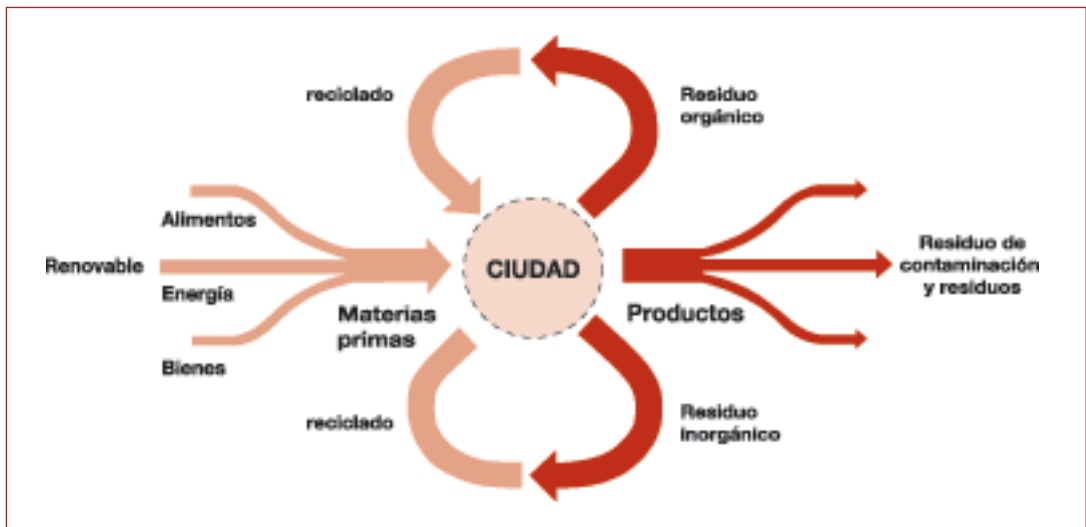 reciclado
Residuo
orgánico
Alimentos
Renovable
Energía
Bienes
Materias
primas
CIUDAD
Productos
Residuo de
contaminación
y residuos
reciclado
Residuo
inorgánico